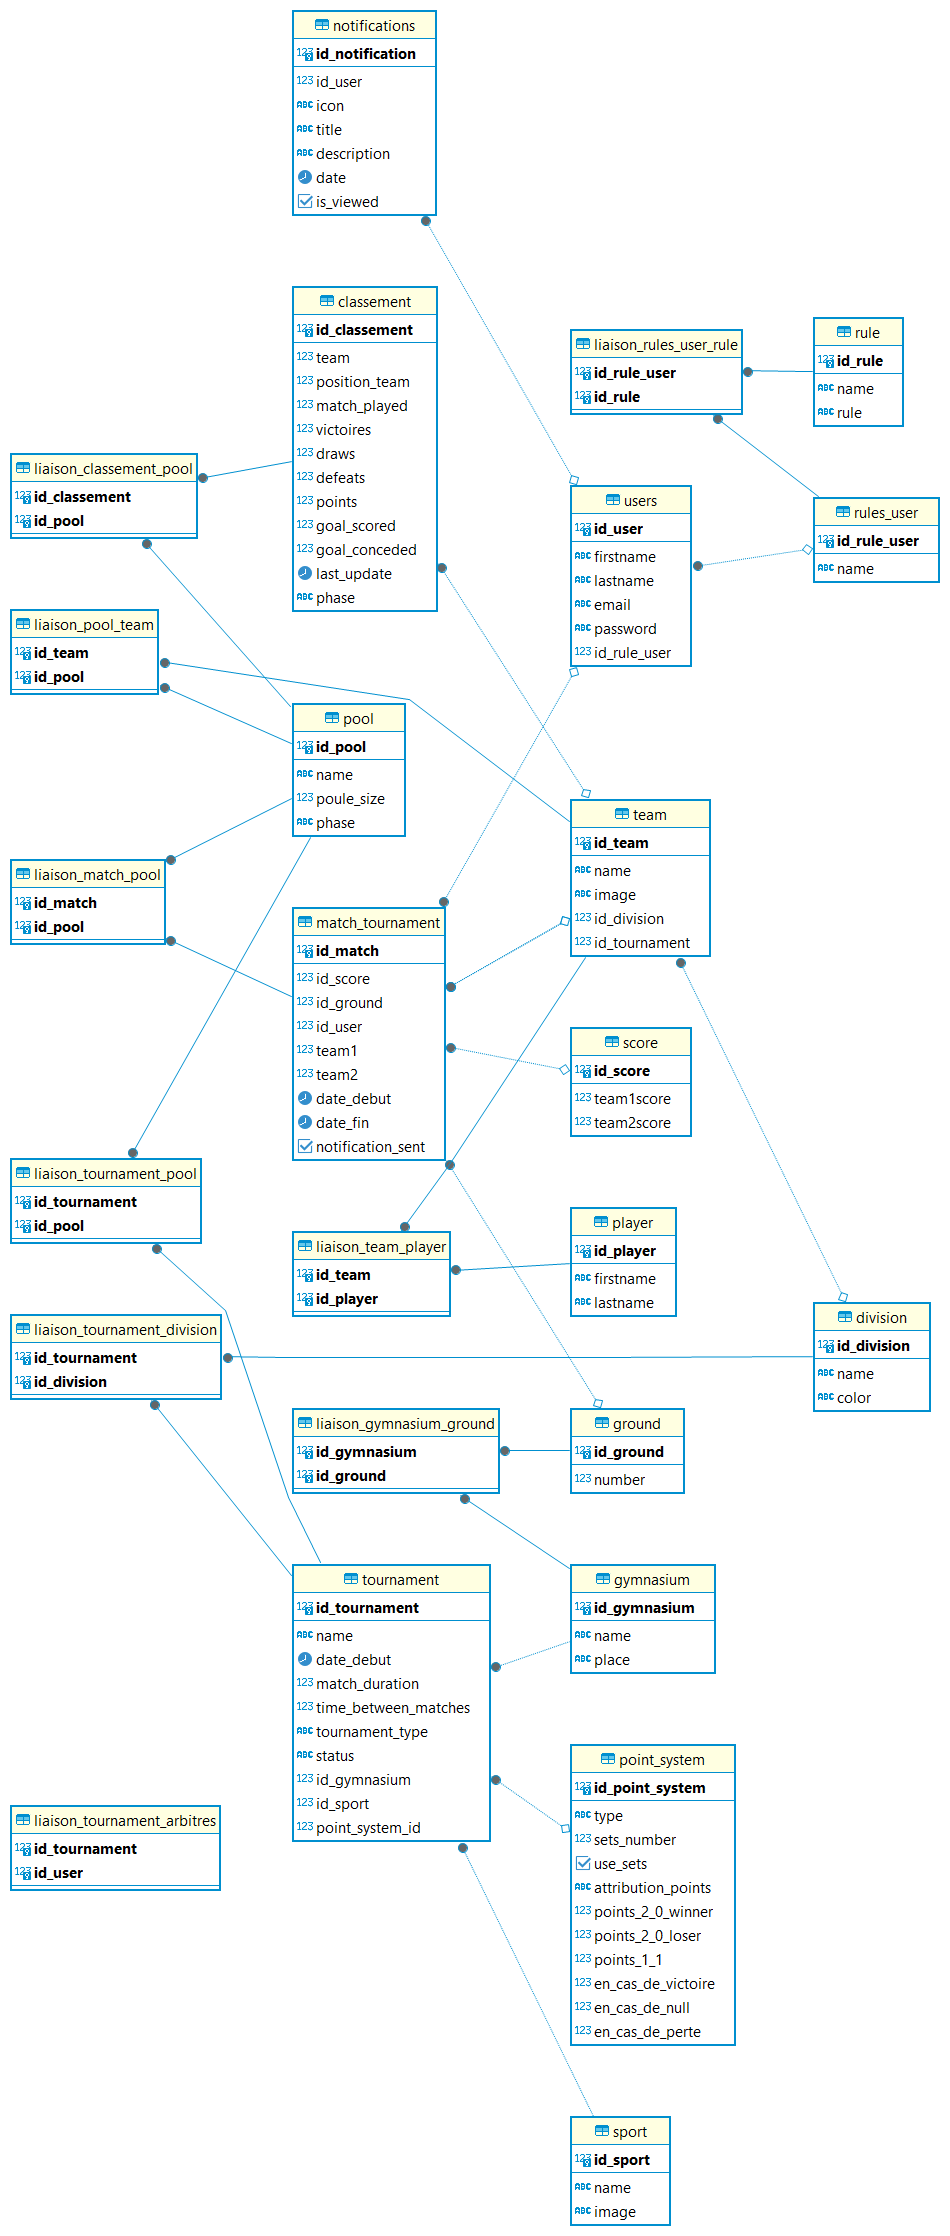 notifications
id_notification
id_user
icon
title
description
date
is_viewed
classement
id_classement
team
position_team
match_played
victoires
draws
defeats
points
goal_scored
goal_conceded
last_update
phase
liaison_rules_user_rule
id_rule_user
id_rule
rule
id_rule
name
rule
liaison_classement_pool
id_classement
id_pool
users
id_user
firstname
lastname
email
password
id_rule_user
rules_user
id_rule_user
name
liaison_pool_team
id_team
id_pool
pool
id_pool
name
poule_size
phase
team
id_team
name
image
id_division
id_tournament
liaison_match_pool
id_match
id_pool
match_tournament
id_match
id_score
id_ground
id_user
team1
team2
date_debut
date_fin
notification_sent
score
id_score
team1score
team2score
liaison_tournament_pool
id_tournament
id_pool
liaison_team_player
id_team
id_player
player
id_player
firstname
lastname
liaison_tournament_division
id_tournament
id_division
division
id_division
name
color
liaison_gymnasium_ground
id_gymnasium
id_ground
ground
id_ground
number
tournament
id_tournament
name
date_debut
match_duration
time_between_matches
tournament_type
status
id_gymnasium
id_sport
point_system_id
gymnasium
id_gymnasium
name
place
point_system
id_point_system
type
sets_number
use_sets
attribution_points
points_2_0_winner
points_2_0_loser
points_1_1
en_cas_de_victoire
en_cas_de_null
en_cas_de_perte
liaison_tournament_arbitres
id_tournament
id_user
sport
id_sport
name
image